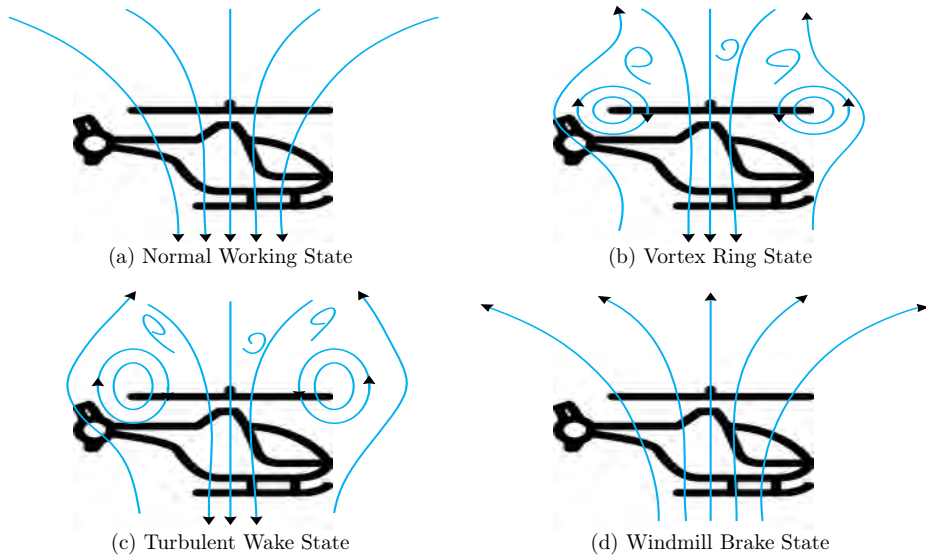 (a) Normal Working State
(b) Vortex Ring State
(c) Turbulent Wake State
(d) Windmill Brake State